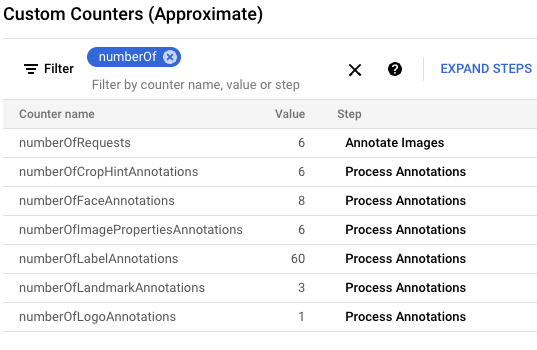 Custom Counters (Approximate)
Filter numberOf
Filter by counter name, value or step
EXPAND STEPS
Counter name Value Step
numberOfRequests 6 Annotate Images
numberOfCropHintAnnotations 6 Process Annotations
numberOfFaceAnnotations 8 Process Annotations
numberOfImagePropertiesAnnotations 6 Process Annotations
numberOfLabelAnnotations 60 Process Annotations
numberOfLandmarkAnnotations 3 Process Annotations
numberOfLogoAnnotations 1 Process Annotations